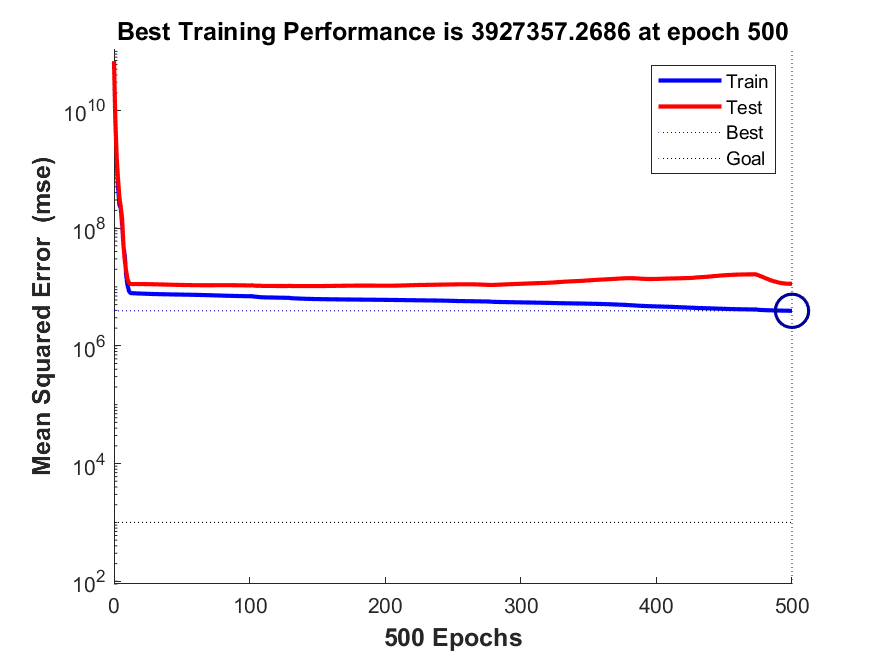 Best Training Performance is 3927357.2686 at epoch 500
Train
Test
Best
Goal
Mean Squared Error (mse)
10^10
10^8
10^6
10^4
10^2
0 100 200 300 400 500
500 Epochs